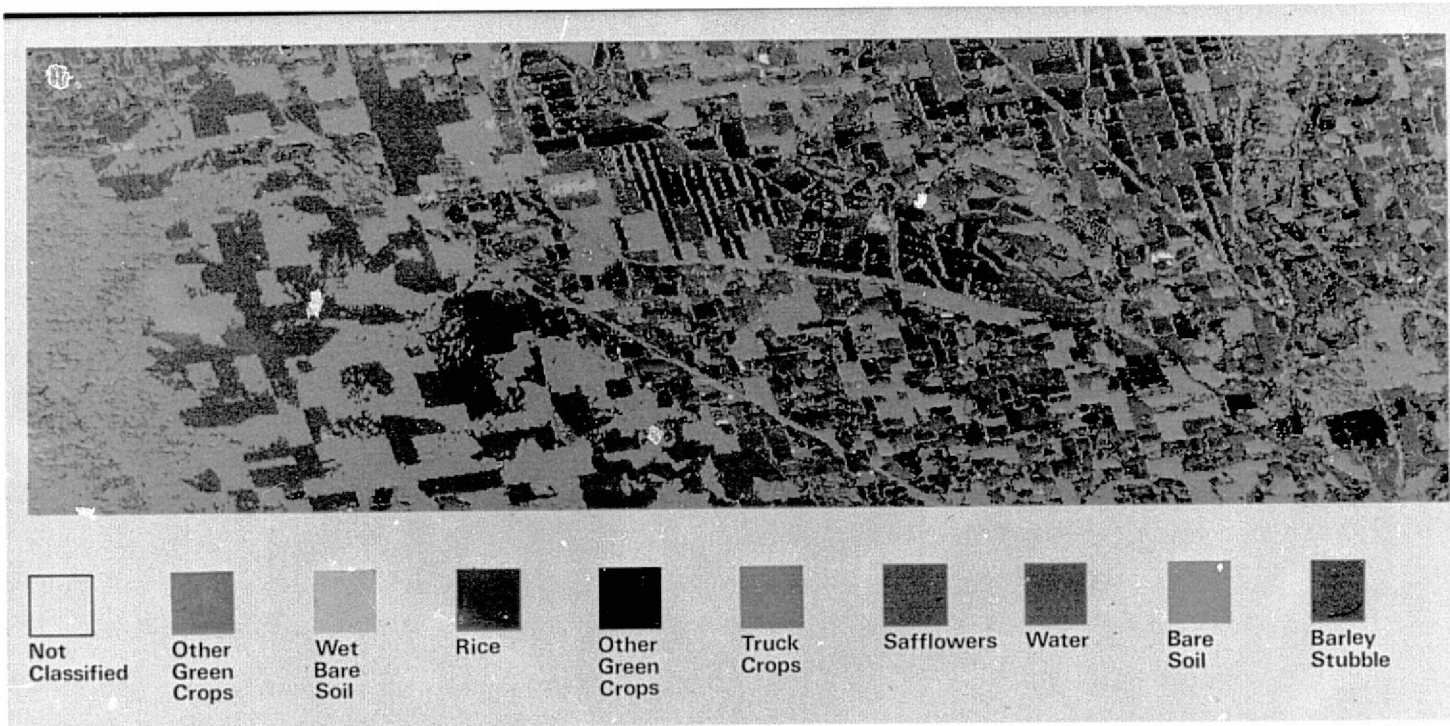 Not
Classified
Other
Green
Crops
Wet
Bare
Soil
Rice
Other
Green
Crops
Truck
Crops
Safflowers
Water
Bare
Soil
Barley
Stubble